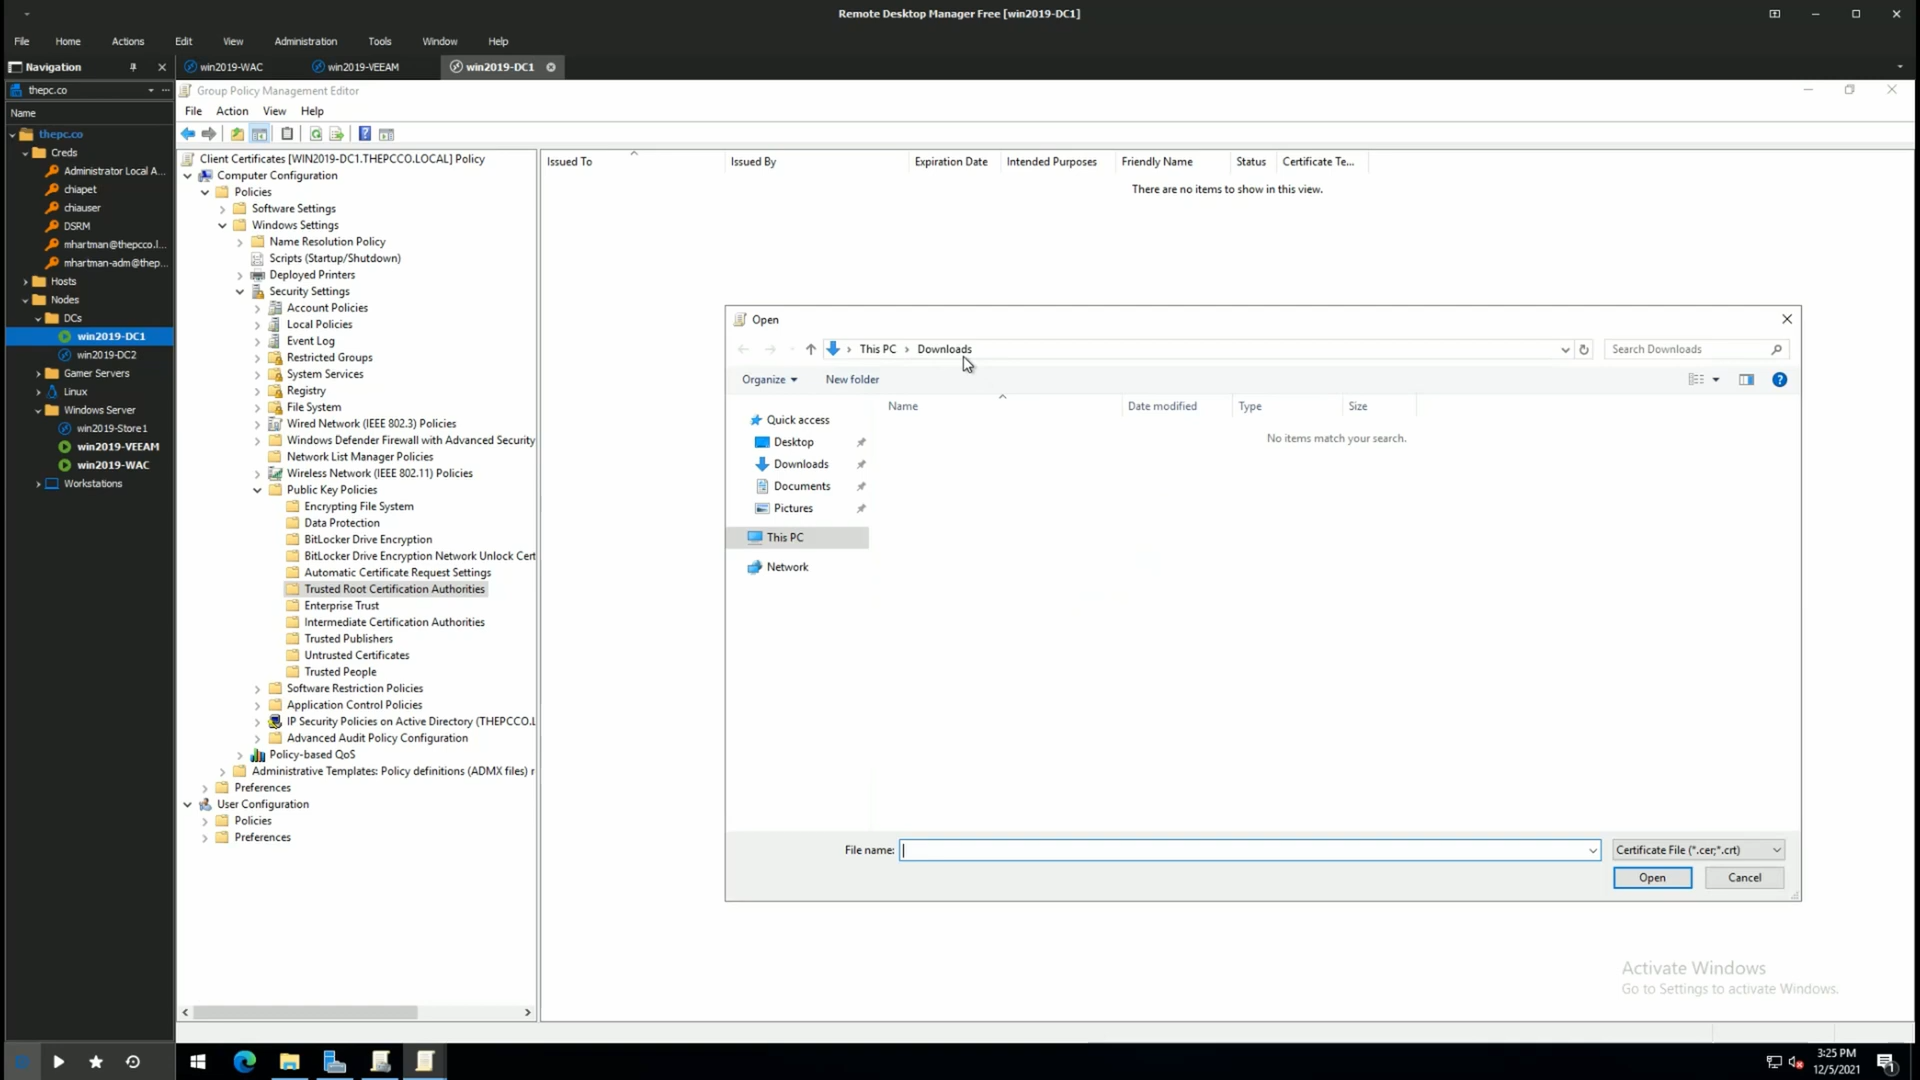 Remote Desktop Manager Free [win2019-DC1]
File Home Actions Edit View Administration Tools Window Help
Navigation
win2019-WAC win2019-VEEAM win2019-DC1
thepc.co
Name
thepc.co
Creds
Administrator Local A...
chiapet
chiauser
DSRM
mhartman@thepcco.l...
mhartman-adm@thep...
Hosts
Nodes
DCs
win2019-DC1
win2019-DC2
Gamer Servers
Linux
Windows Server
win2019-Store1
win2019-VEEAM
win2019-WAC
Workstations
Group Policy Management Editor
File Action View Help
Client Certificates [WIN2019-DC1.THEPCCO.LOCAL] Policy
Computer Configuration
Policies
Software Settings
Windows Settings
Name Resolution Policy
Scripts (Startup/Shutdown)
Deployed Printers
Security Settings
Account Policies
Local Policies
Event Log
Restricted Groups
System Services
Registry
File System
Wired Network (IEEE 802.3) Policies
Windows Defender Firewall with Advanced Security
Network List Manager Policies
Wireless Network (IEEE 802.11) Policies
Public Key Policies
Encrypting File System
Data Protection
BitLocker Drive Encryption
BitLocker Drive Encryption Network Unlock Cert
Automatic Certificate Request Settings
Trusted Root Certification Authorities
Enterprise Trust
Intermediate Certification Authorities
Trusted Publishers
Untrusted Certificates
Trusted People
Software Restriction Policies
Application Control Policies
IP Security Policies on Active Directory (THEPCCO.L
Advanced Audit Policy Configuration
Policy-based QoS
Administrative Templates: Policy definitions (ADMX files) r
Preferences
User Configuration
Policies
Preferences
Issued To Issued By Expiration Date Intended Purposes Friendly Name Status Certificate Te...
There are no items to show in this view.
Open
This PC Downloads
Search Downloads
Organize New folder
Name Date modified Type Size
No items match your search.
Quick access
Desktop
Downloads
Documents
Pictures
This PC
Network
File name:
Certificate File (*.cer;*.crt)
Open Cancel
Activate Windows
Go to Settings to activate Windows.
3:25 PM
12/5/2021
1